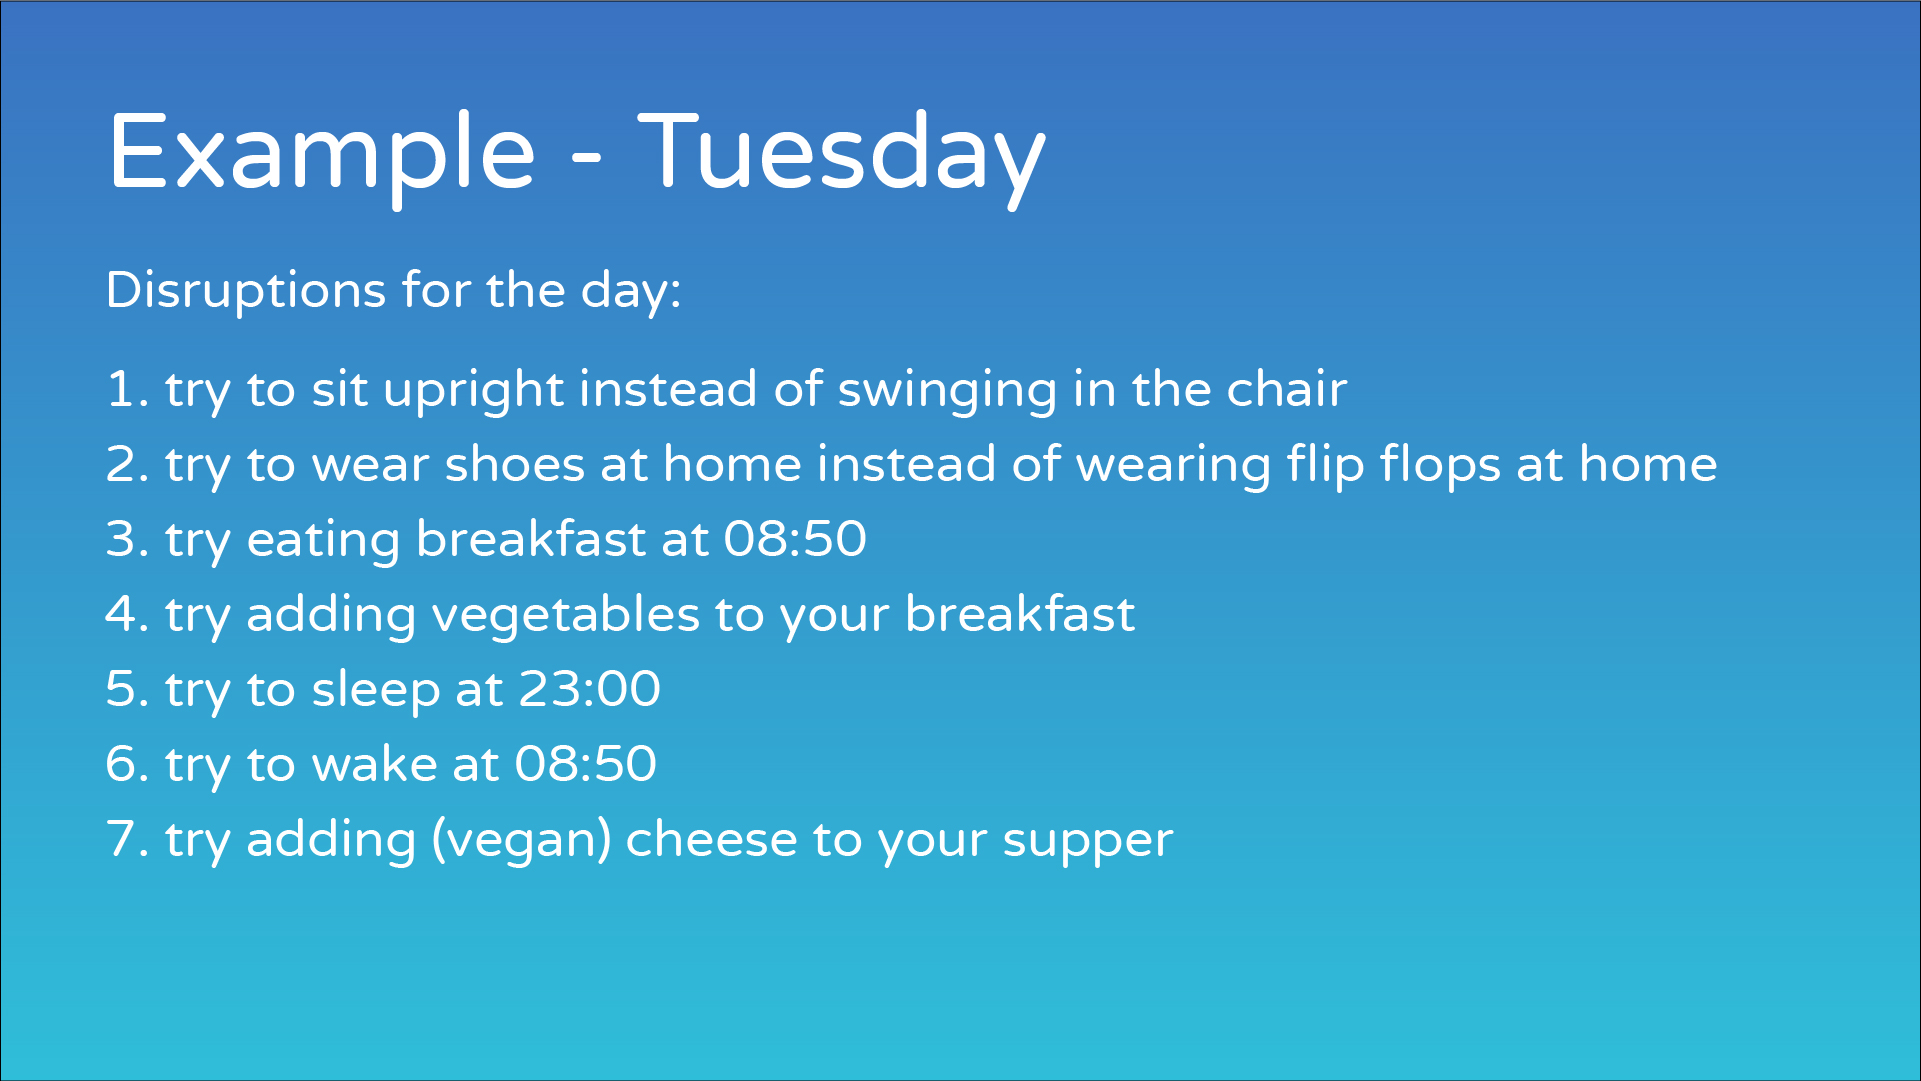 Example - Tuesday
Disruptions for the day:
1. try to sit upright instead of swinging in the chair
2. try to wear shoes at home instead of wearing flip flops at home
3. try eating breakfast at 08:50
4. try adding vegetables to your breakfast
5. try to sleep at 23:00
6. try to wake at 08:50
7. try adding (vegan) cheese to your supper